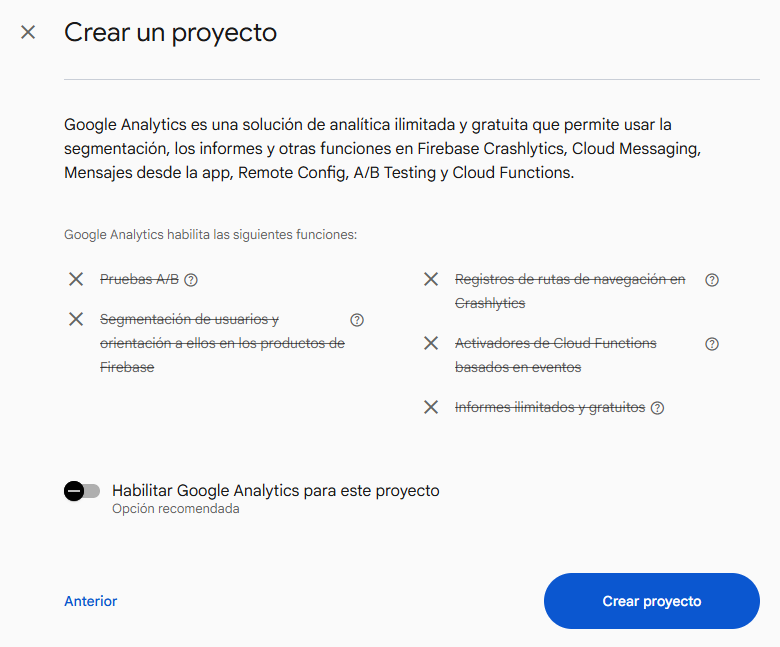 Crear un proyecto
Google Analytics es una solución de analítica ilimitada y gratuita que permite usar la
segmentación, los informes y otras funciones en Firebase Crashlytics, Cloud Messaging,
Mensajes desde la app, Remote Config, A/B Testing y Cloud Functions.
Google Analytics habilita las siguientes funciones:
Pruebas A/B
Segmentación de usuarios y
orientación a ellos en los productos de
Firebase
Registros de rutas de navegación en
Crashlytics
Activadores de Cloud Functions
basados en eventos
Informes ilimitados y gratuitos
Habilitar Google Analytics para este proyecto
Opción recomendada
Anterior
Crear proyecto